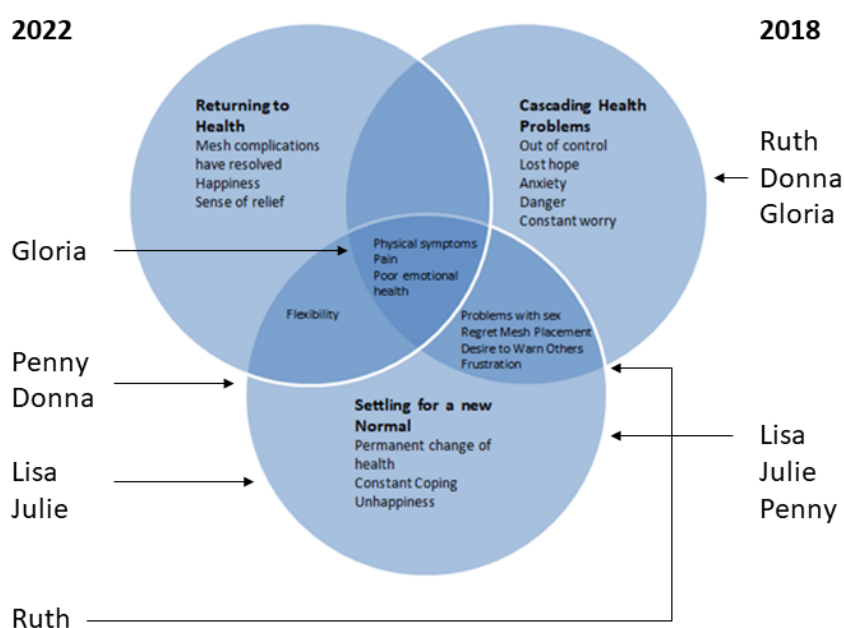 2022
2018
Returning to
Health
Mesh complications
have resolved
Happiness
Sense of relief
Cascading Health
Problems
Out of control
Lost hope
Anxiety
Danger
Constant worry
Ruth
Donna
Gloria
Gloria
Physical symptoms
Pain
Poor emotional
health
Flexibility
Problems with sex
Regret Mesh Placement
Desire to Warn Others
Frustration
Penny
Donna
Settling for a new
Normal
Permanent change of
health
Constant Coping
Unhappiness
Lisa
Julie
Lisa
Julie
Penny
Ruth